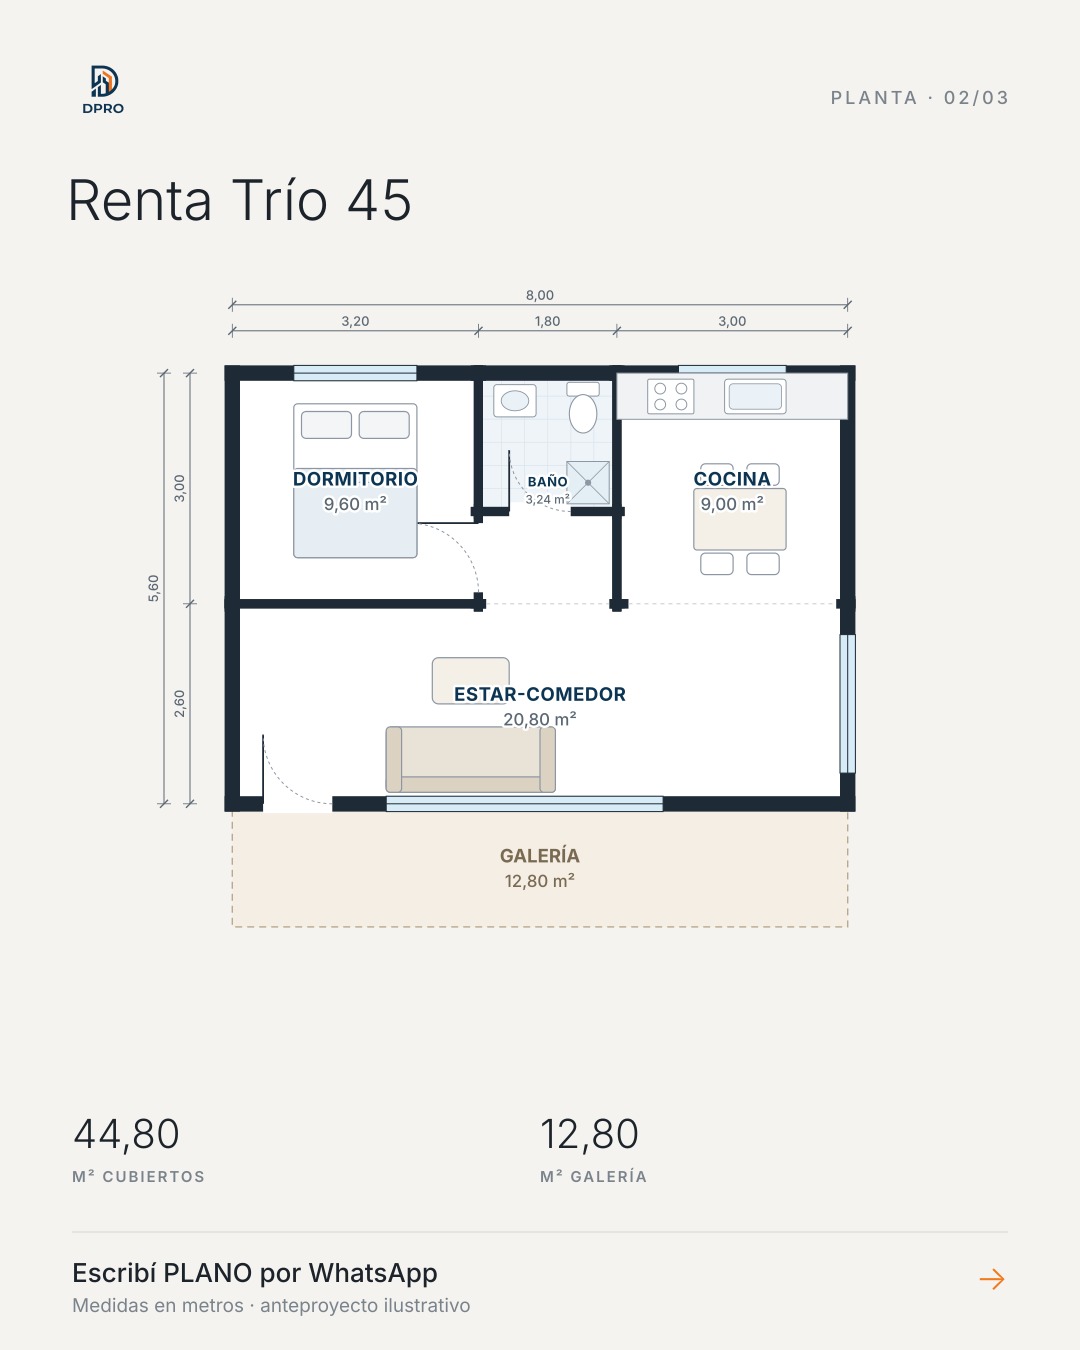 DPRO
PLANTA · 02/03
Renta Trío 45
8,00
3,20
1,80
3,00
3,00
5,60
2,60
DORMITORIO
9,60 m²
BAÑO
3,24 m²
COCINA
9,00 m²
ESTAR-COMEDOR
20,80 m²
GALERÍA
12,80 m²
44,80
M² CUBIERTOS
12,80
M² GALERÍA
Escribí PLANO por WhatsApp
Medidas en metros · anteproyecto ilustrativo